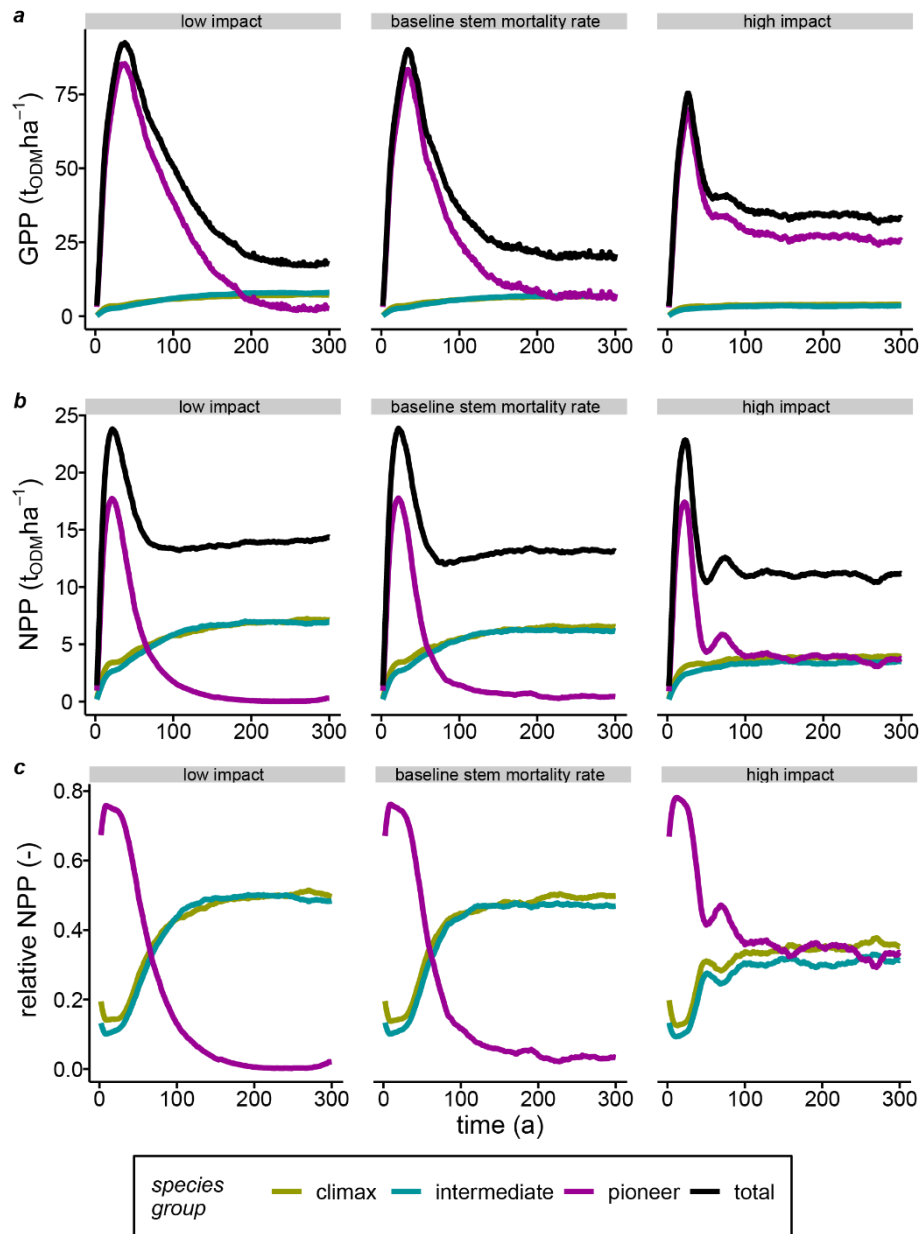 a
low impact
baseline stem mortality rate
high impact
GPP (t_ODM ha⁻¹)
75
50
25
0
0 100 200 300
0 100 200 300
0 100 200 300
b
low impact
baseline stem mortality rate
high impact
NPP (t_ODM ha⁻¹)
25
20
15
10
5
0
0 100 200 300
0 100 200 300
0 100 200 300
c
low impact
baseline stem mortality rate
high impact
relative NPP (-)
0.8
0.6
0.4
0.2
0.0
0 100 200 300
0 100 200 300
0 100 200 300
time (a)
species
group
climax
intermediate
pioneer
total